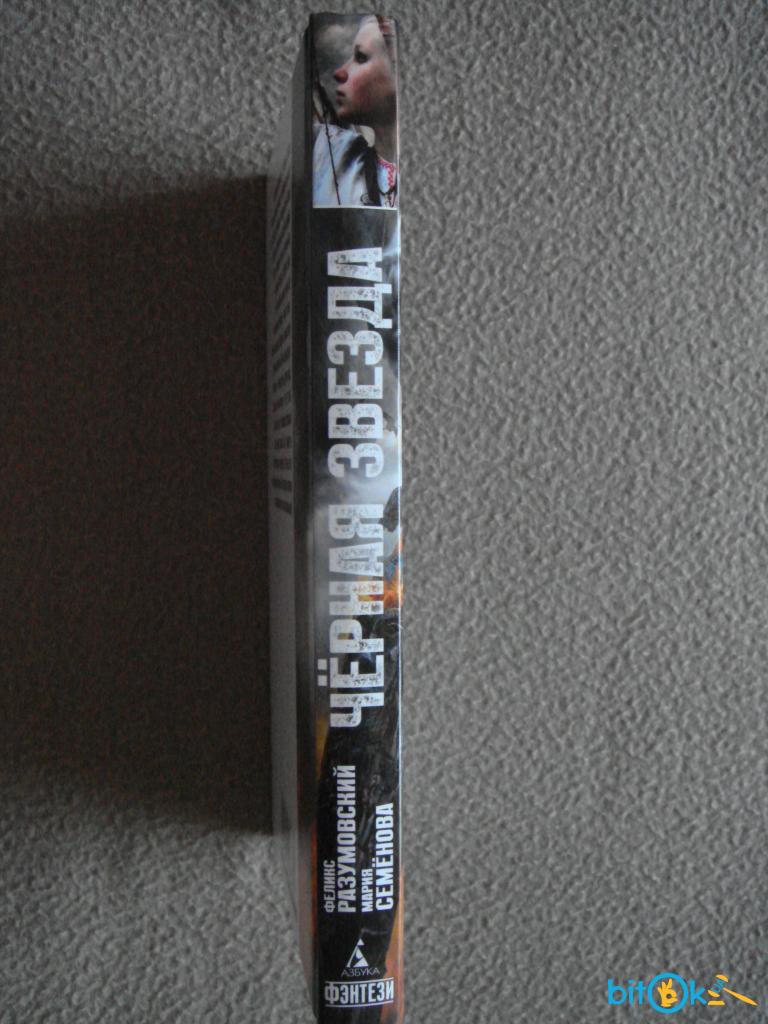 ФЕЛИКС
РАЗУМОВСКИЙ
МАРИЯ
СЕМЁНОВА
ЧЁРНАЯ ЗВЕЗДА
АЗБУКА
ФЭНТЕЗИ
bitOk